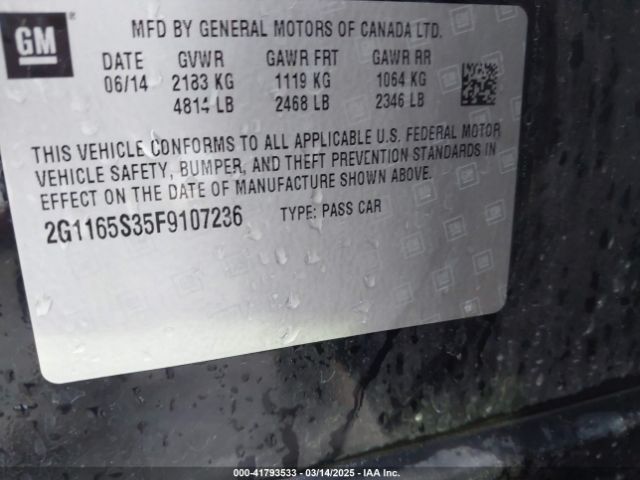 GM
MFD BY GENERAL MOTORS OF CANADA LTD.
DATE GVWR GAWR FRT GAWR RR
06/14 2183 KG 1119 KG 1064 KG
4814 LB 2468 LB 2346 LB
THIS VEHICLE CONFORMS TO ALL APPLICABLE U.S. FEDERAL MOTOR
VEHICLE SAFETY, BUMPER, AND THEFT PREVENTION STANDARDS IN
EFFECT ON THE DATE OF MANUFACTURE SHOWN ABOVE.
2G1165S35F9107236 TYPE: PASS CAR
000-41793533 — 03/14/2025 — IAA Inc.